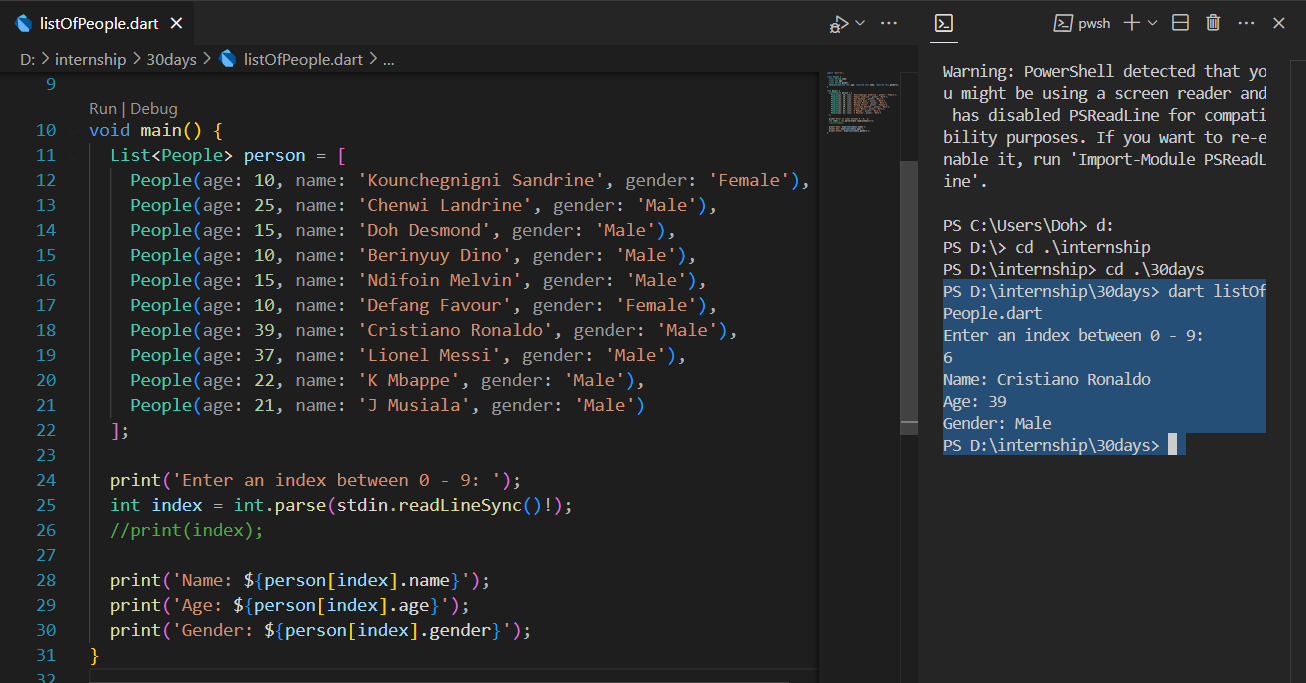 listOfPeople.dart
D: > internship > 30days > listOfPeople.dart > ...
9
Run | Debug
10 void main() {
11 List<People> person = [
12 People(age: 10, name: 'Kounchegnigni Sandrine', gender: 'Female'),
13 People(age: 25, name: 'Chenwi Landrine', gender: 'Male'),
14 People(age: 15, name: 'Doh Desmond', gender: 'Male'),
15 People(age: 10, name: 'Berinyuy Dino', gender: 'Male'),
16 People(age: 15, name: 'Ndifoin Melvin', gender: 'Male'),
17 People(age: 10, name: 'Defang Favour', gender: 'Female'),
18 People(age: 39, name: 'Cristiano Ronaldo', gender: 'Male'),
19 People(age: 37, name: 'Lionel Messi', gender: 'Male'),
20 People(age: 22, name: 'K Mbappe', gender: 'Male'),
21 People(age: 21, name: 'J Musiala', gender: 'Male')
22 ];
23
24 print('Enter an index between 0 - 9: ');
25 int index = int.parse(stdin.readLineSync()!);
26 //print(index);
27
28 print('Name: ${person[index].name}');
29 print('Age: ${person[index].age}');
30 print('Gender: ${person[index].gender}');
31 }
32
pwsh
Warning: PowerShell detected that yo
u might be using a screen reader and
has disabled PSReadLine for compati
bility purposes. If you want to re-e
nable it, run 'Import-Module PSReadL
ine'.
PS C:\Users\Doh> d:
PS D:\> cd .\internship
PS D:\internship> cd .\30days
PS D:\internship\30days> dart listOf
People.dart
Enter an index between 0 - 9:
6
Name: Cristiano Ronaldo
Age: 39
Gender: Male
PS D:\internship\30days>